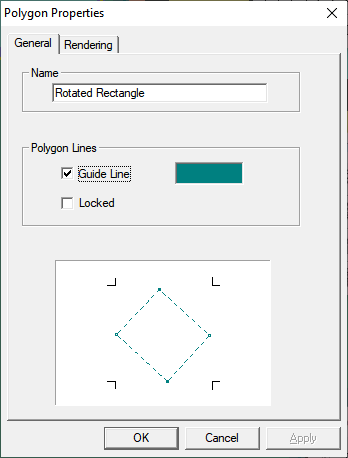 Polygon Properties
General Rendering
Name
Rotated Rectangle
Polygon Lines
Guide Line
Locked
OK Cancel Apply